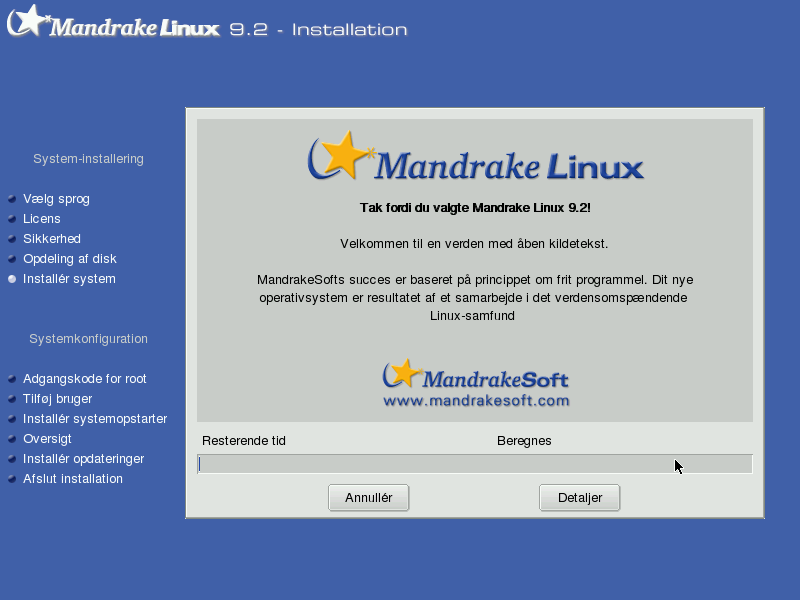 Mandrake Linux 9.2 - Installation
System-installering
Vælg sprog
Licens
Sikkerhed
Opdeling af disk
Installér system
Systemkonfiguration
Adgangskode for root
Tilføj bruger
Installér systemopstarter
Oversigt
Installér opdateringer
Afslut installation
Mandrake Linux
Tak fordi du valgte Mandrake Linux 9.2!
Velkommen til en verden med åben kildetekst.
MandrakeSofts succes er baseret på princippet om frit programmel. Dit nye
operativsystem er resultatet af et samarbejde i det verdensomspændende
Linux-samfund
MandrakeSoft
www.mandrakesoft.com
Resterende tid Beregnes
Annullér Detaljer